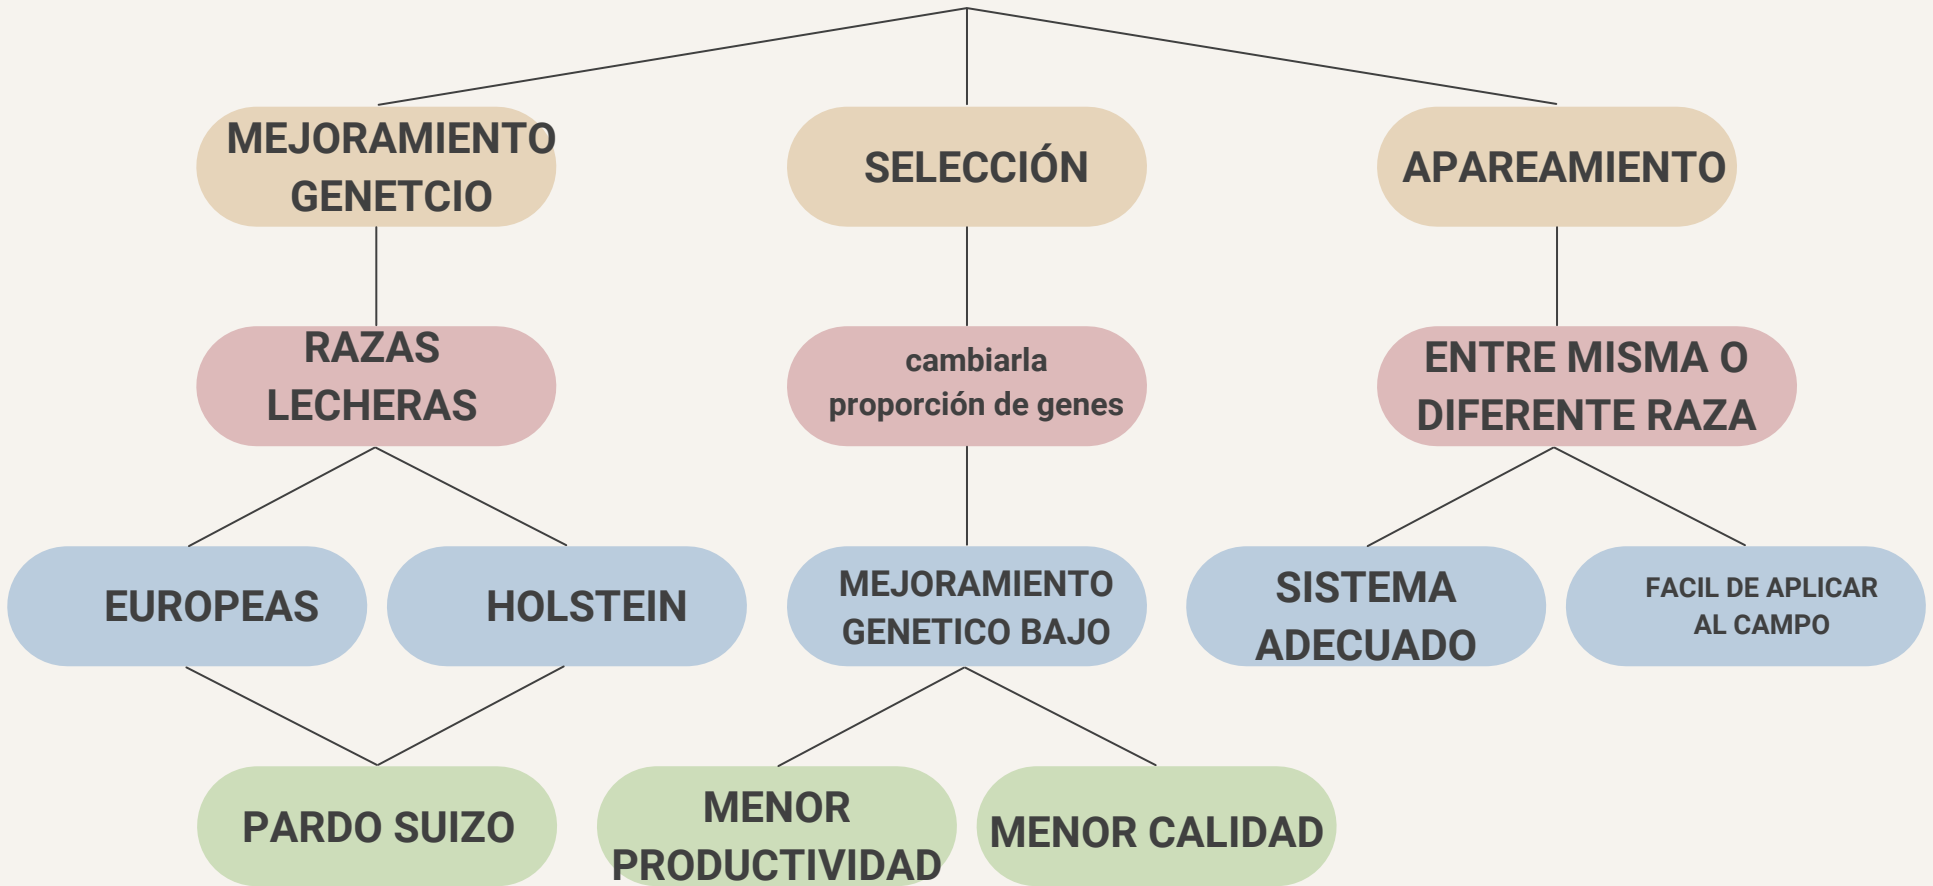 MEJORAMIENTO
GENETCIO
SELECCIÓN
APAREAMIENTO
RAZAS
LECHERAS
cambiarla
proporción de genes
ENTRE MISMA O
DIFERENTE RAZA
EUROPEAS
HOLSTEIN
MEJORAMIENTO
GENETICO BAJO
SISTEMA
ADECUADO
FACIL DE APLICAR
AL CAMPO
PARDO SUIZO
MENOR
PRODUCTIVIDAD
MENOR CALIDAD